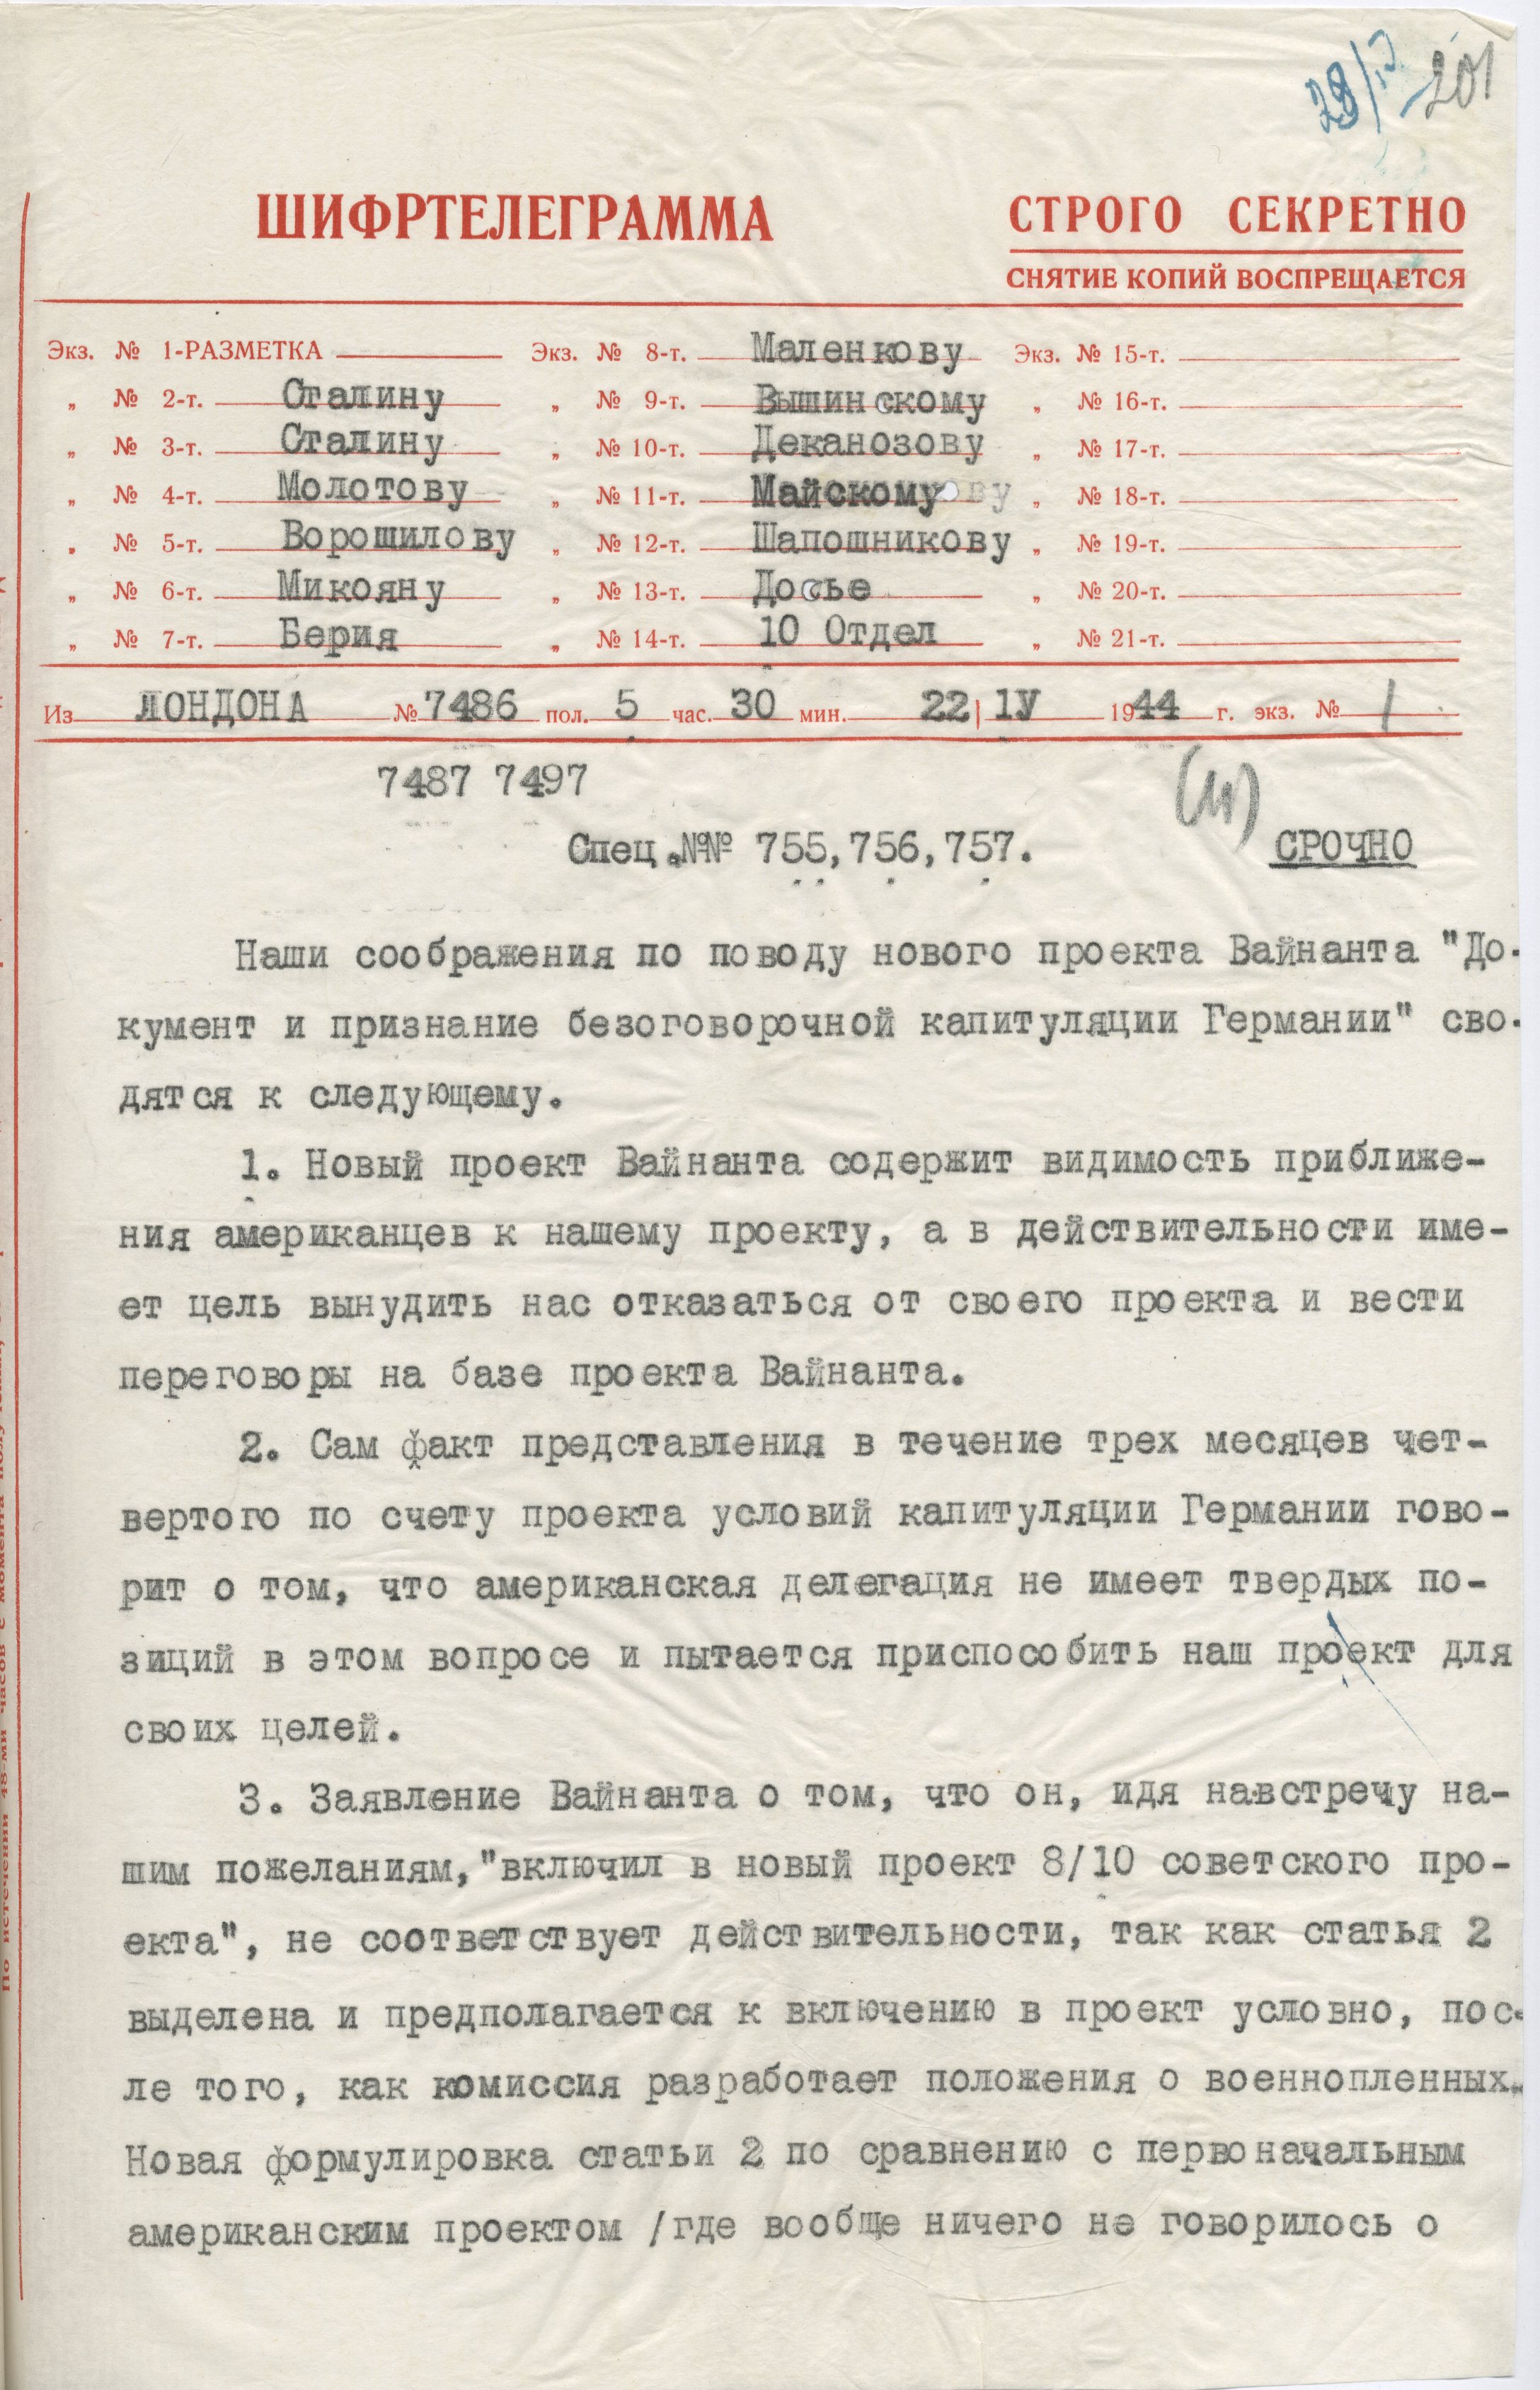 28/IV 201
ШИФРТЕЛЕГРАММА
СТРОГО СЕКРЕТНО
СНЯТИЕ КОПИЙ ВОСПРЕЩАЕТСЯ
Экз. № 1-РАЗМЕТКА Экз. № 8-т. Маленкову Экз. № 15-т.
„ № 2-т. Сталину „ № 9-т. Вышинскому „ № 16-т.
„ № 3-т. Сталину „ № 10-т. Деканозову „ № 17-т.
„ № 4-т. Молотову „ № 11-т. Майскому „ № 18-т.
„ № 5-т. Ворошилову „ № 12-т. Шапошникову „ № 19-т.
„ № 6-т. Микояну „ № 13-т. Досье „ № 20-т.
„ № 7-т. Берия „ № 14-т. 10 Отдел „ № 21-т.
Из ЛОНДОНА № 7486 пол. 5 час. 30 мин. 22 | 1У 1944 г. экз. № 1
7487 7497
Спец.№№ 755,756,757. СРОЧНО
Наши соображения по поводу нового проекта Вайнанта "До-
кумент и признание безоговорочной капитуляции Германии" сво-
дятся к следующему.
1. Новый проект Вайнанта содержит видимость приближе-
ния американцев к нашему проекту, а в действительности име-
ет цель вынудить нас отказаться от своего проекта и вести
переговоры на базе проекта Вайнанта.
2. Сам факт представления в течение трех месяцев чет-
вертого по счету проекта условий капитуляции Германии гово-
рит о том, что американская делегация не имеет твердых по-
зиций в этом вопросе и пытается приспособить наш проект для
своих целей.
3. Заявление Вайнанта о том, что он, идя навстречу на-
шим пожеланиям,"включил в новый проект 8/10 советского про-
екта", не соответствует действительности, так как статья 2
выделена и предполагается к включению в проект условно, пос-
ле того, как комиссия разработает положения о военнопленных.
Новая формулировка статьи 2 по сравнению с первоначальным
американским проектом /где вообще ничего не говорилось о